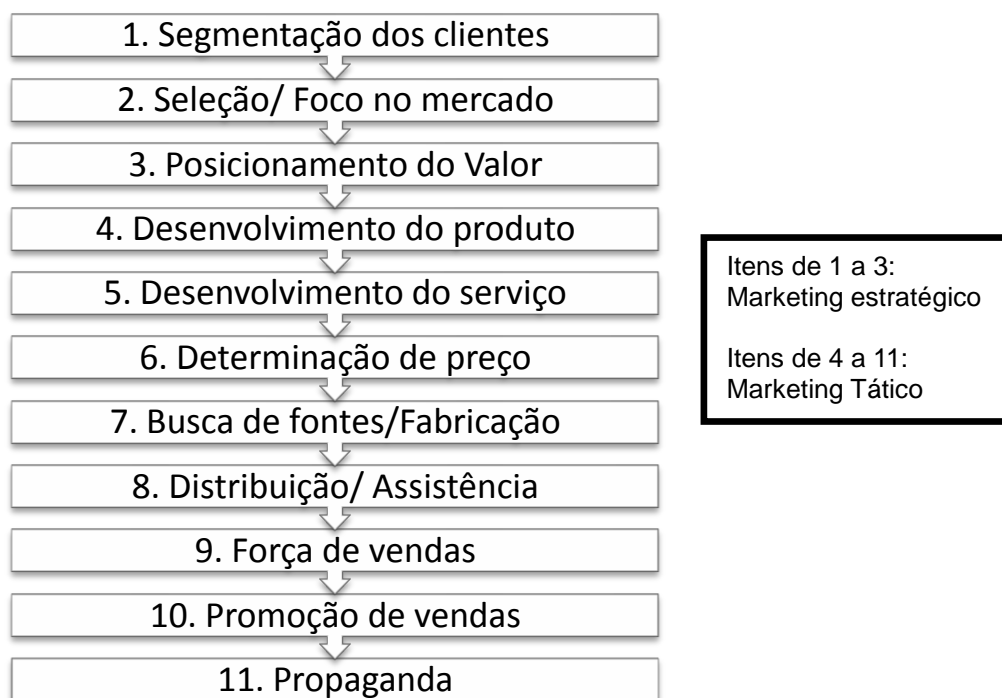 1. Segmentação dos clientes
2. Seleção/ Foco no mercado
3. Posicionamento do Valor
4. Desenvolvimento do produto
5. Desenvolvimento do serviço
6. Determinação de preço
7. Busca de fontes/Fabricação
8. Distribuição/ Assistência
9. Força de vendas
10. Promoção de vendas
11. Propaganda
Itens de 1 a 3:
Marketing estratégico
Itens de 4 a 11:
Marketing Tático